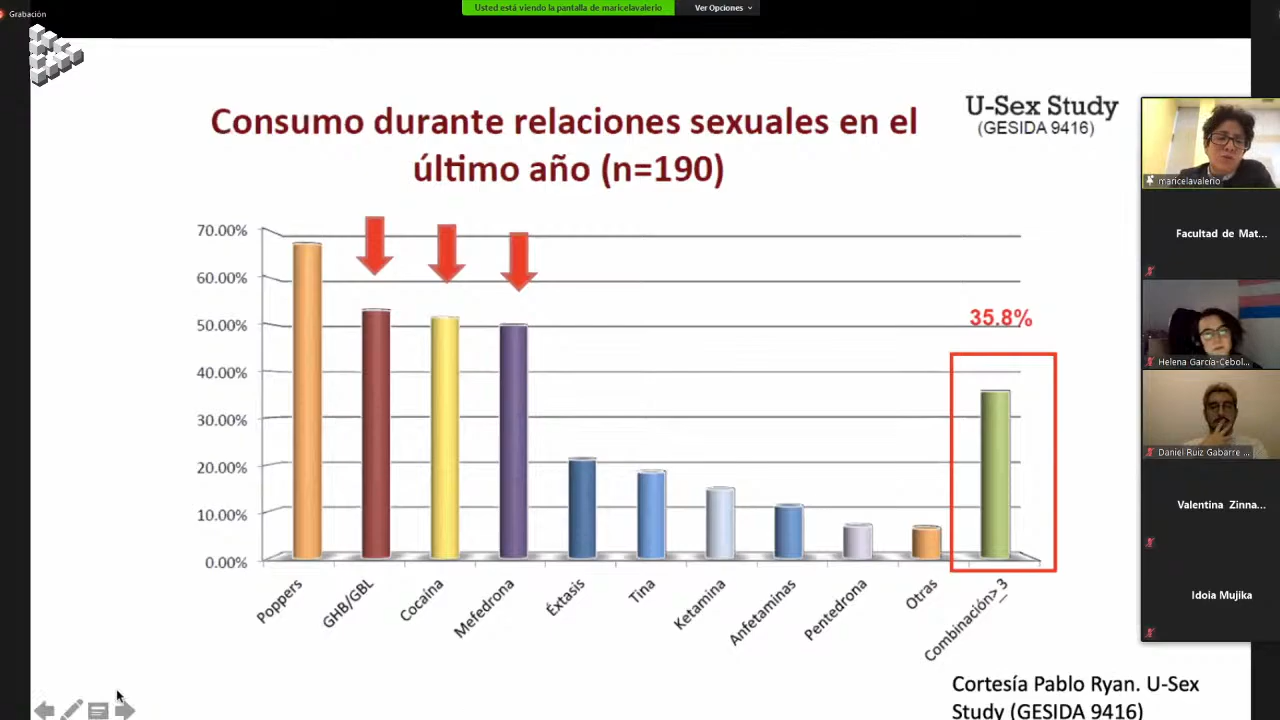 Grabación
Usted está viendo la pantalla de maricelavalerio
Ver Opciones
Consumo durante relaciones sexuales en el
último año (n=190)
U-Sex Study
(GESIDA 9416)
70.00%
60.00%
50.00%
40.00%
30.00%
20.00%
10.00%
0.00%
35.8%
Poppers
GHB/GBL
Cocaína
Mefedrona
Éxtasis
Tina
Ketamina
Anfetaminas
Pentedrona
Otras
Combinación>_3
Cortesía Pablo Ryan. U-Sex
Study (GESIDA 9416)
maricelavalerio
Facultad de Mat...
Helena García-Cebol...
Daniel Ruiz Gabarre ...
Valentina Zinna...
Idoia Mujika